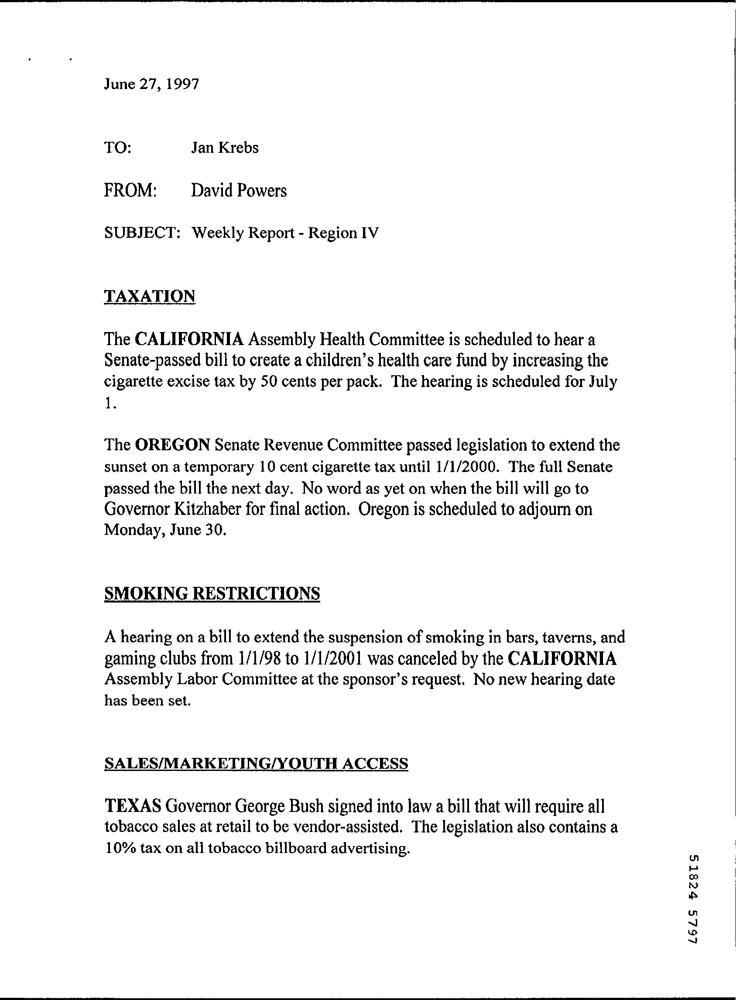 June 27, 1997
TO: Jan Krebs
FROM: David Powers
SUBJECT: Weekly Report - Region IV
TAXATION
The CALIFORNIA Assembly Health Committee is scheduled to hear a
Senate-passed bill to create a children's health care fund by increasing the
cigarette excise tax by 50 cents per pack. The hearing is scheduled for July
1.
The OREGON Senate Revenue Committee passed legislation to extend the
sunset on a temporary 10 cent cigarette tax until 1/1/2000. The full Senate
passed the bill the next day. No word as yet on when the bill will go to
Governor Kitzhaber for final action. Oregon is scheduled to adjourn on
Monday, June 30.
SMOKING RESTRICTIONS
A hearing on a bill to extend the suspension of smoking in bars, taverns, and
gaming clubs from 1/1/98 to 1/1/2001 was canceled by the CALIFORNIA
Assembly Labor Committee at the sponsor's request. No new hearing date
has been set.
SALES/MARKETING/YOUTH ACCESS
TEXAS Governor George Bush signed into law a bill that will require all
tobacco sales at retail to be vendor-assisted. The legislation also contains a
10% tax on all tobacco billboard advertising.
51824 5797